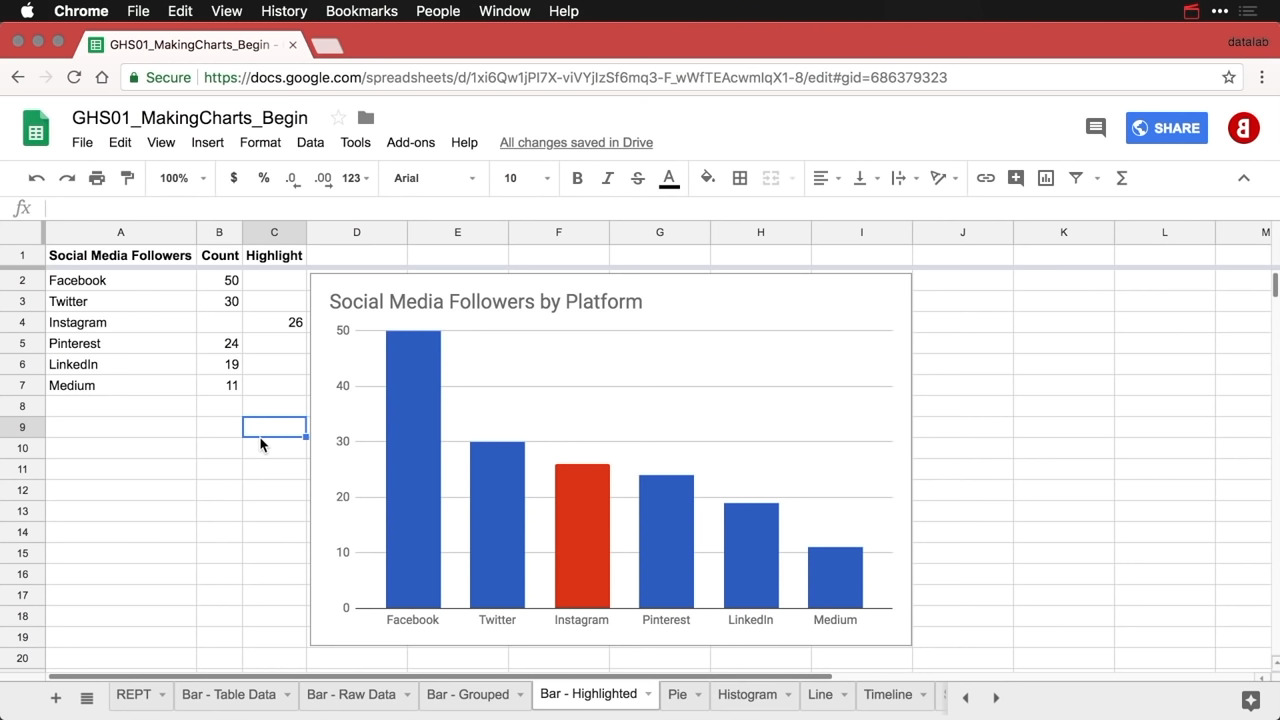 Chrome File Edit View History Bookmarks People Window Help
GHS01_MakingCharts_Begin - datalab
Secure https://docs.google.com/spreadsheets/d/1xi6Qw1jPI7X-viVYjIzSf6mq3-F_wWfTEAcwmIqX1-8/edit#gid=686379323
GHS01_MakingCharts_Begin
SHARE
File Edit View Insert Format Data Tools Add-ons Help All changes saved in Drive
100% $ % .0 .00 123 Arial 10 B I S A Σ
fx
A B C D E F G H I J K L M
1 Social Media Followers Count Highlight
2 Facebook 50
3 Twitter 30
4 Instagram 26
5 Pinterest 24
6 LinkedIn 19
7 Medium 11
8
9
10
11
12
13
14
15
16
17
18
19
20
Social Media Followers by Platform
50
40
30
20
10
0
Facebook Twitter Instagram Pinterest LinkedIn Medium
REPT Bar - Table Data Bar - Raw Data Bar - Grouped Bar - Highlighted Pie Histogram Line Timeline